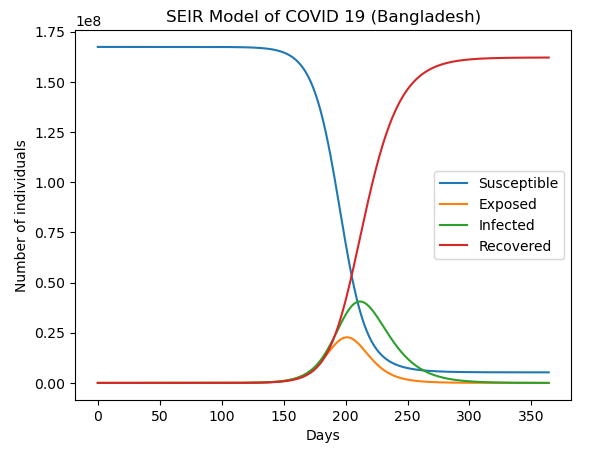 SEIR Model of COVID 19 (Bangladesh)
1e8
1.75
1.50
1.25
1.00
0.75
0.50
0.25
0.00
Number of individuals
Susceptible
Exposed
Infected
Recovered
0 50 100 150 200 250 300 350
Days